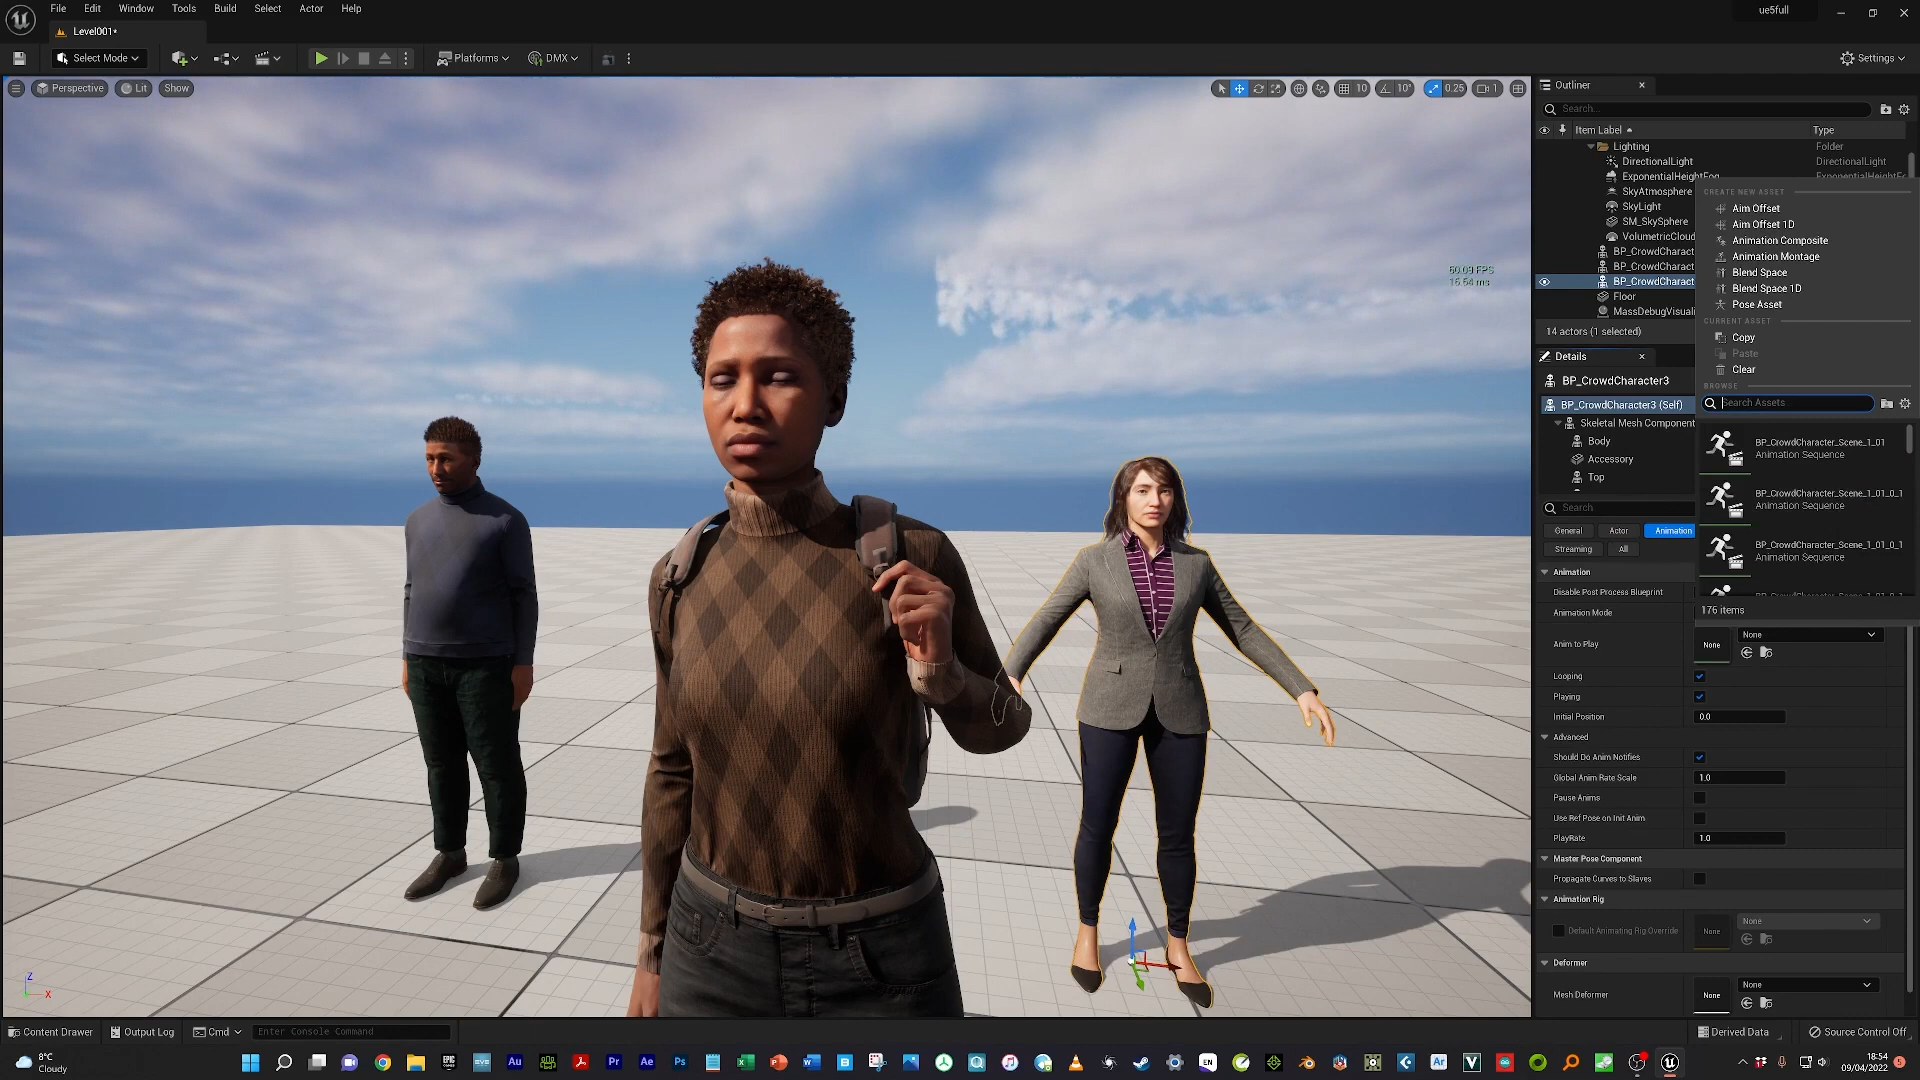 File Edit Window Tools Build Select Actor Help
ue5full
Level001*
Select Mode
Platforms
DMX
Settings
Perspective Lit Show
10 10° 0.25 1
60.09 FPS
16.64 ms
Outliner
Search...
Item Label Type
Lighting Folder
DirectionalLight DirectionalLight
ExponentialHeightFog
SkyAtmosphere
SkyLight
SM_SkySphere
VolumetricCloud
BP_CrowdCharact
BP_CrowdCharact
BP_CrowdCharact
Floor
MassDebugVisuali
14 actors (1 selected)
Details
BP_CrowdCharacter3
BP_CrowdCharacter3 (Self)
Skeletal Mesh Component
Body
Accessory
Top
Search
General Actor Animation
Streaming All
CREATE NEW ASSET
Aim Offset
Aim Offset 1D
Animation Composite
Animation Montage
Blend Space
Blend Space 1D
Pose Asset
CURRENT ASSET
Copy
Paste
Clear
BROWSE
Search Assets
BP_CrowdCharacter_Scene_1_01
Animation Sequence
BP_CrowdCharacter_Scene_1_01_0_1
Animation Sequence
BP_CrowdCharacter_Scene_1_01_0_1
Animation Sequence
176 items
Animation
Disable Post Process Blueprint
Animation Mode
Anim to Play None None
Looping
Playing
Initial Position 0.0
Advanced
Should Do Anim Notifies
Global Anim Rate Scale 1.0
Pause Anims
Use Ref Pose on Init Anim
PlayRate 1.0
Master Pose Component
Propagate Curves to Slaves
Animation Rig
Default Animating Rig Override None None
Deformer
Mesh Deformer None None
Z
X
Content Drawer Output Log Cmd Enter Console Command
Derived Data Source Control Off
8°C
Cloudy
18:54
09/04/2022